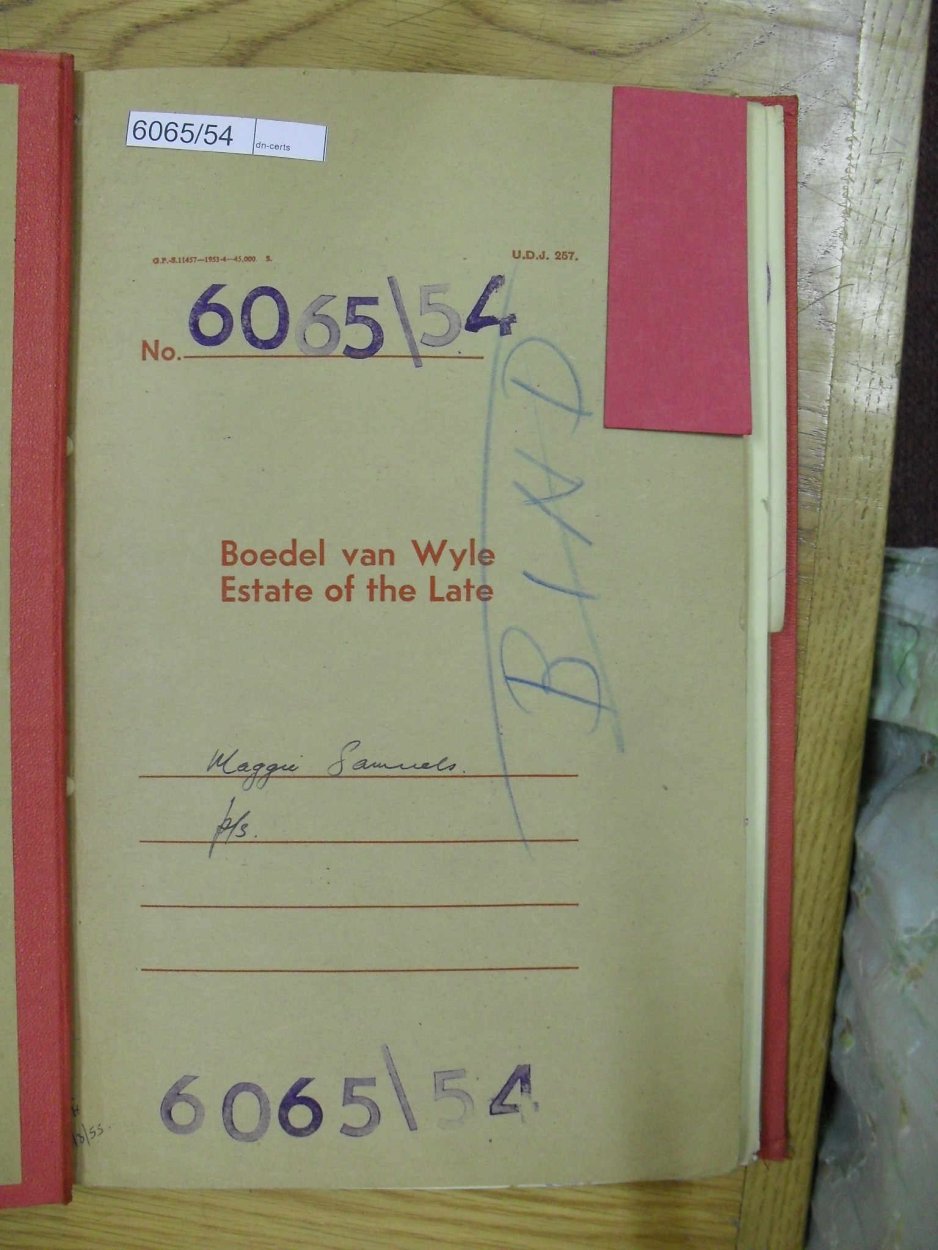 6065/54 dn-certs
G.P.-S.11457—1953-4—45,000 S. U.D.J. 257.
No. 6065\54
BIND
Boedel van Wyle
Estate of the Late
Maggie Samuels.
p/s.
6065\54